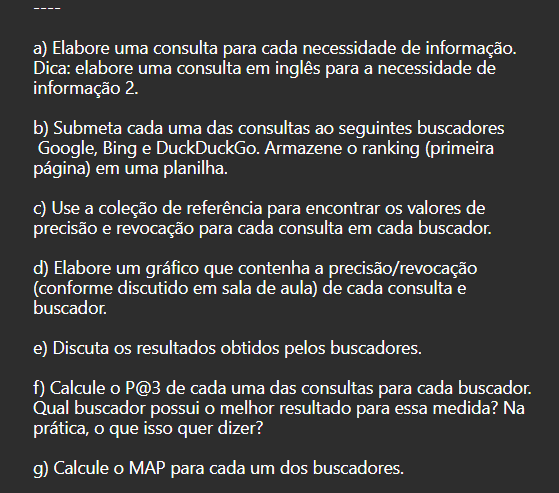 ----
a) Elabore uma consulta para cada necessidade de informação.
Dica: elabore uma consulta em inglês para a necessidade de
informação 2.
b) Submeta cada uma das consultas ao seguintes buscadores
Google, Bing e DuckDuckGo. Armazene o ranking (primeira
página) em uma planilha.
c) Use a coleção de referência para encontrar os valores de
precisão e revocação para cada consulta em cada buscador.
d) Elabore um gráfico que contenha a precisão/revocação
(conforme discutido em sala de aula) de cada consulta e
buscador.
e) Discuta os resultados obtidos pelos buscadores.
f) Calcule o P@3 de cada uma das consultas para cada buscador.
Qual buscador possui o melhor resultado para essa medida? Na
prática, o que isso quer dizer?
g) Calcule o MAP para cada um dos buscadores.